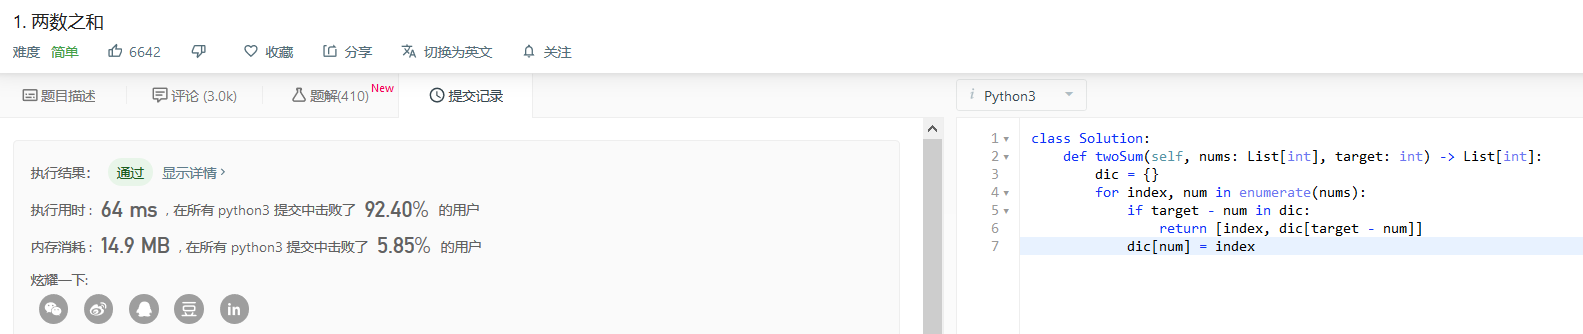 1. 两数之和
难度 简单 6642 收藏 分享 切换为英文 关注
题目描述 评论 (3.0k) 题解(410) New 提交记录
执行结果： 通过 显示详情 ›
执行用时 : 64 ms , 在所有 python3 提交中击败了 92.40% 的用户
内存消耗 : 14.9 MB , 在所有 python3 提交中击败了 5.85% 的用户
炫耀一下:
豆 in
i Python3
1 class Solution:
2 def twoSum(self, nums: List[int], target: int) -> List[int]:
3 dic = {}
4 for index, num in enumerate(nums):
5 if target - num in dic:
6 return [index, dic[target - num]]
7 dic[num] = index